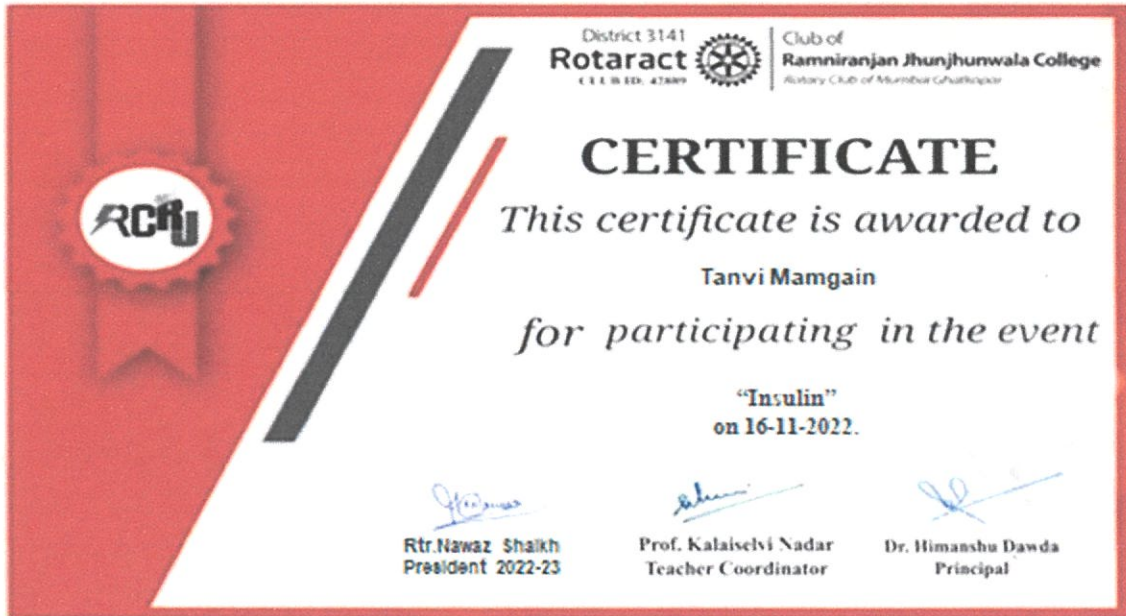 District 3141
Rotaract
CLUB ID: 42889
Club of
Ramniranjan Jhunjhunwala College
Rotary Club of Mumbai Ghatkopar
RCRJ
CERTIFICATE
This certificate is awarded to
Tanvi Mamgain
for participating in the event
“Insulin”
on 16-11-2022.
Rtr.Nawaz Shaikh
President 2022-23
Prof. Kalaiselvi Nadar
Teacher Coordinator
Dr. Himanshu Dawda
Principal